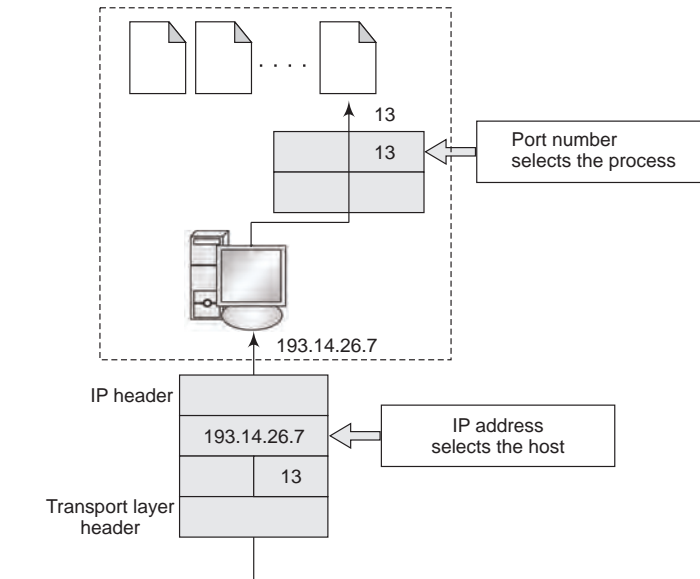 . . . .
13
13
Port number
selects the process
193.14.26.7
IP header
193.14.26.7
IP address
selects the host
13
Transport layer
header